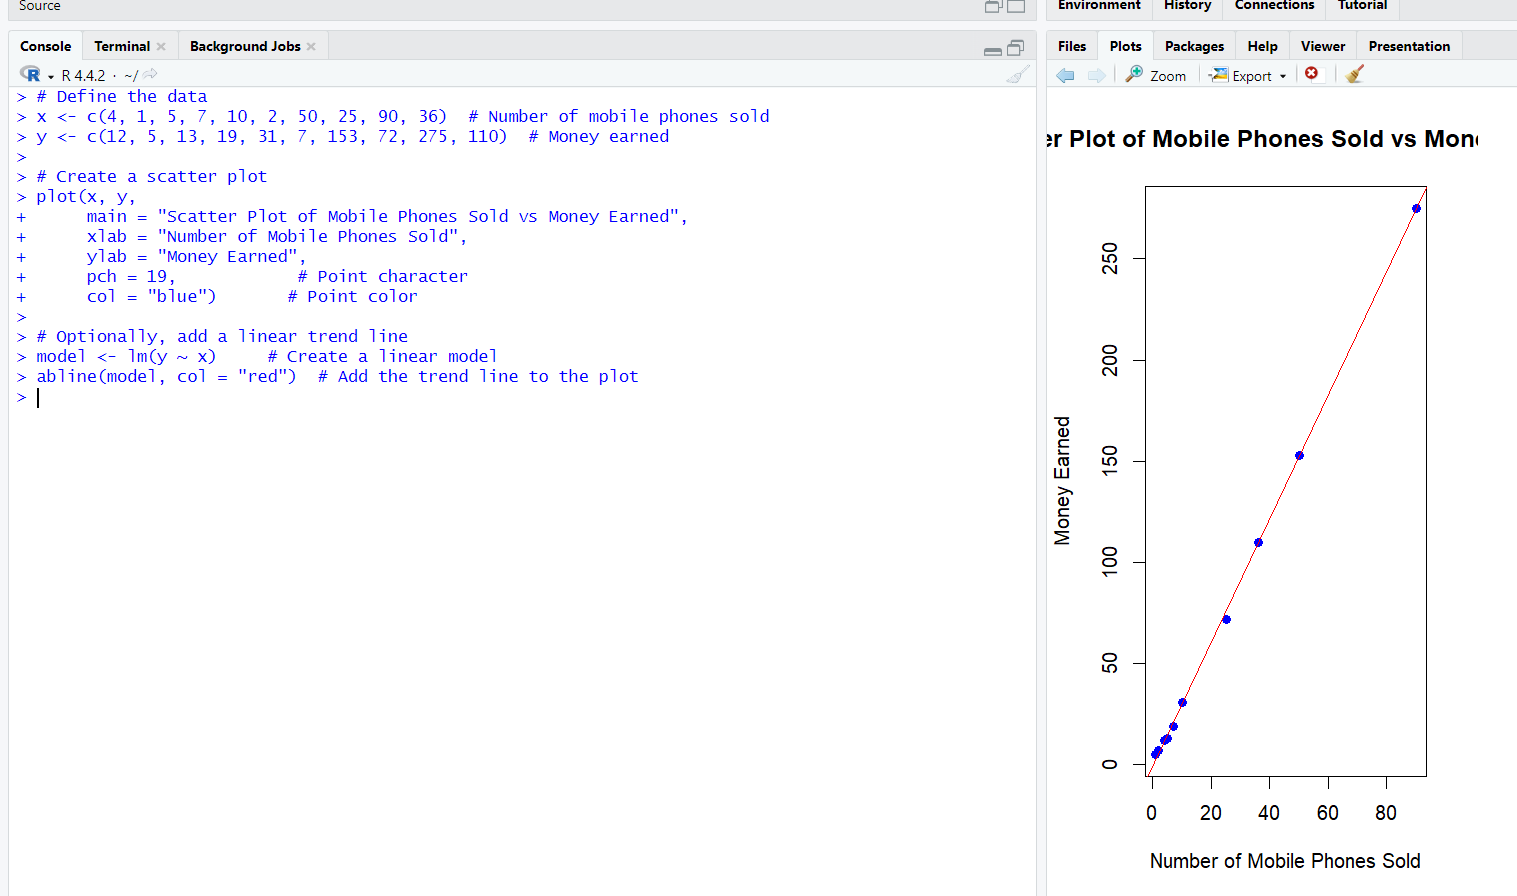 Source
Console Terminal Background Jobs
R 4.4.2 · ~/
> # Define the data
> x <- c(4, 1, 5, 7, 10, 2, 50, 25, 90, 36)  # Number of mobile phones sold
> y <- c(12, 5, 13, 19, 31, 7, 153, 72, 275, 110)  # Money earned
>
> # Create a scatter plot
> plot(x, y,
+      main = "Scatter Plot of Mobile Phones Sold vs Money Earned",
+      xlab = "Number of Mobile Phones Sold",
+      ylab = "Money Earned",
+      pch = 19,            # Point character
+      col = "blue")       # Point color
>
> # Optionally, add a linear trend line
> model <- lm(y ~ x)     # Create a linear model
> abline(model, col = "red")  # Add the trend line to the plot
>
Environment History Connections Tutorial
Files Plots Packages Help Viewer Presentation
Zoom Export
er Plot of Mobile Phones Sold vs Mon
Money Earned
250
200
150
100
50
0
0 20 40 60 80
Number of Mobile Phones Sold